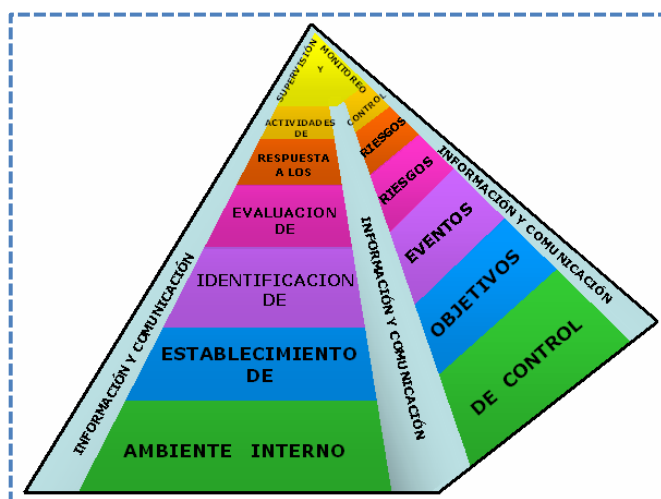 SUPERVISIÓN
Y
MONITOREO
ACTIVIDADES
DE
CONTROL
RESPUESTA
A LOS
RIESGOS
EVALUACION
DE
RIESGOS
IDENTIFICACION
DE
EVENTOS
ESTABLECIMIENTO
DE
OBJETIVOS
AMBIENTE INTERNO
DE CONTROL
INFORMACIÓN Y COMUNICACIÓN
INFORMACIÓN Y COMUNICACIÓN
INFORMACIÓN Y COMUNICACIÓN